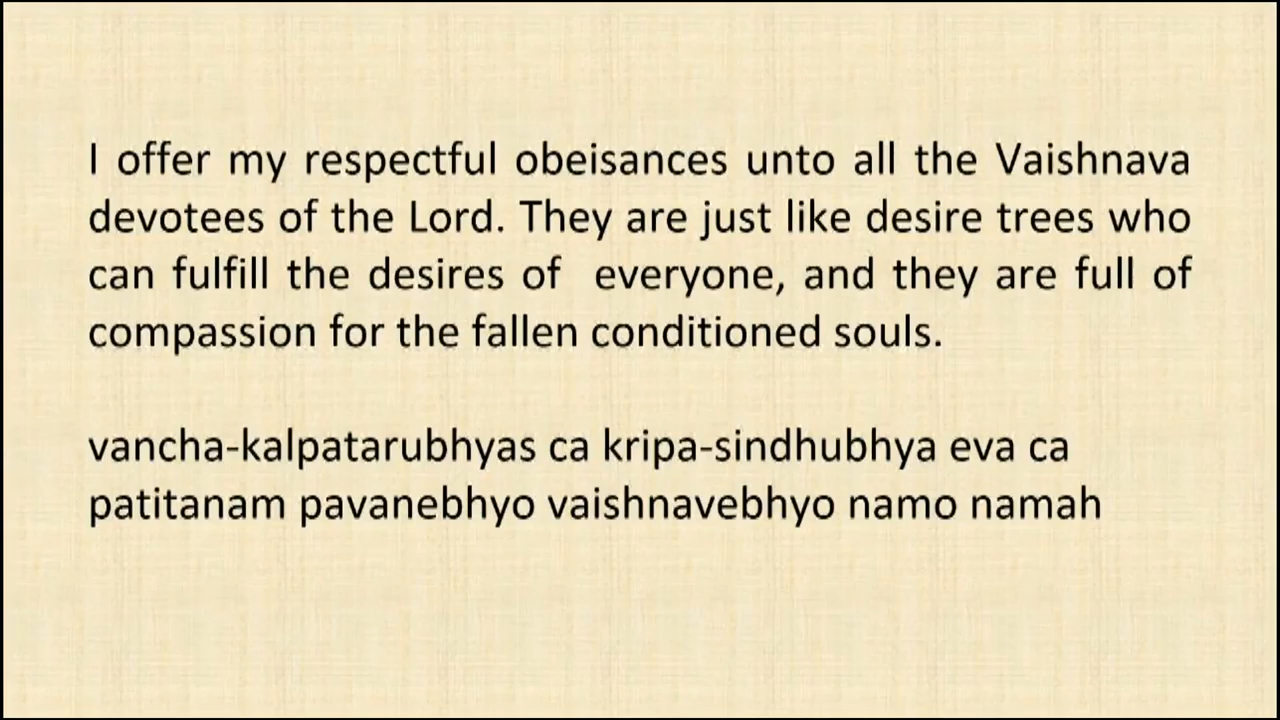 I offer my respectful obeisances unto all the Vaishnava
devotees of the Lord. They are just like desire trees who
can fulfill the desires of  everyone, and they are full of
compassion for the fallen conditioned souls.
vancha-kalpatarubhyas ca kripa-sindhubhya eva ca
patitanam pavanebhyo vaishnavebhyo namo namah